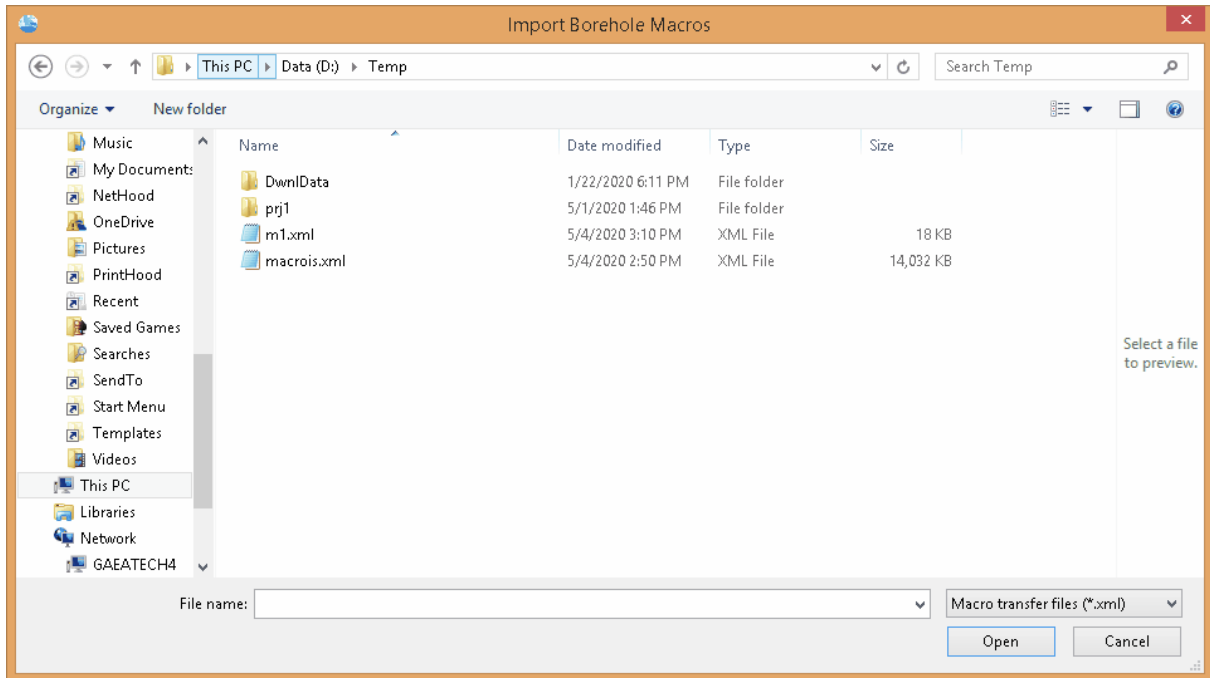 Import Borehole Macros
This PC Data (D:) Temp
Search Temp
Organize New folder
Name Date modified Type Size
Music
My Documents
NetHood
OneDrive
Pictures
PrintHood
Recent
Saved Games
Searches
SendTo
Start Menu
Templates
Videos
This PC
Libraries
Network
GAEATECH4
DwnlData 1/22/2020 6:11 PM File folder
prj1 5/1/2020 1:46 PM File folder
m1.xml 5/4/2020 3:10 PM XML File 18 KB
macrois.xml 5/4/2020 2:50 PM XML File 14,032 KB
Select a file
to preview.
File name: Macro transfer files (*.xml)
Open Cancel